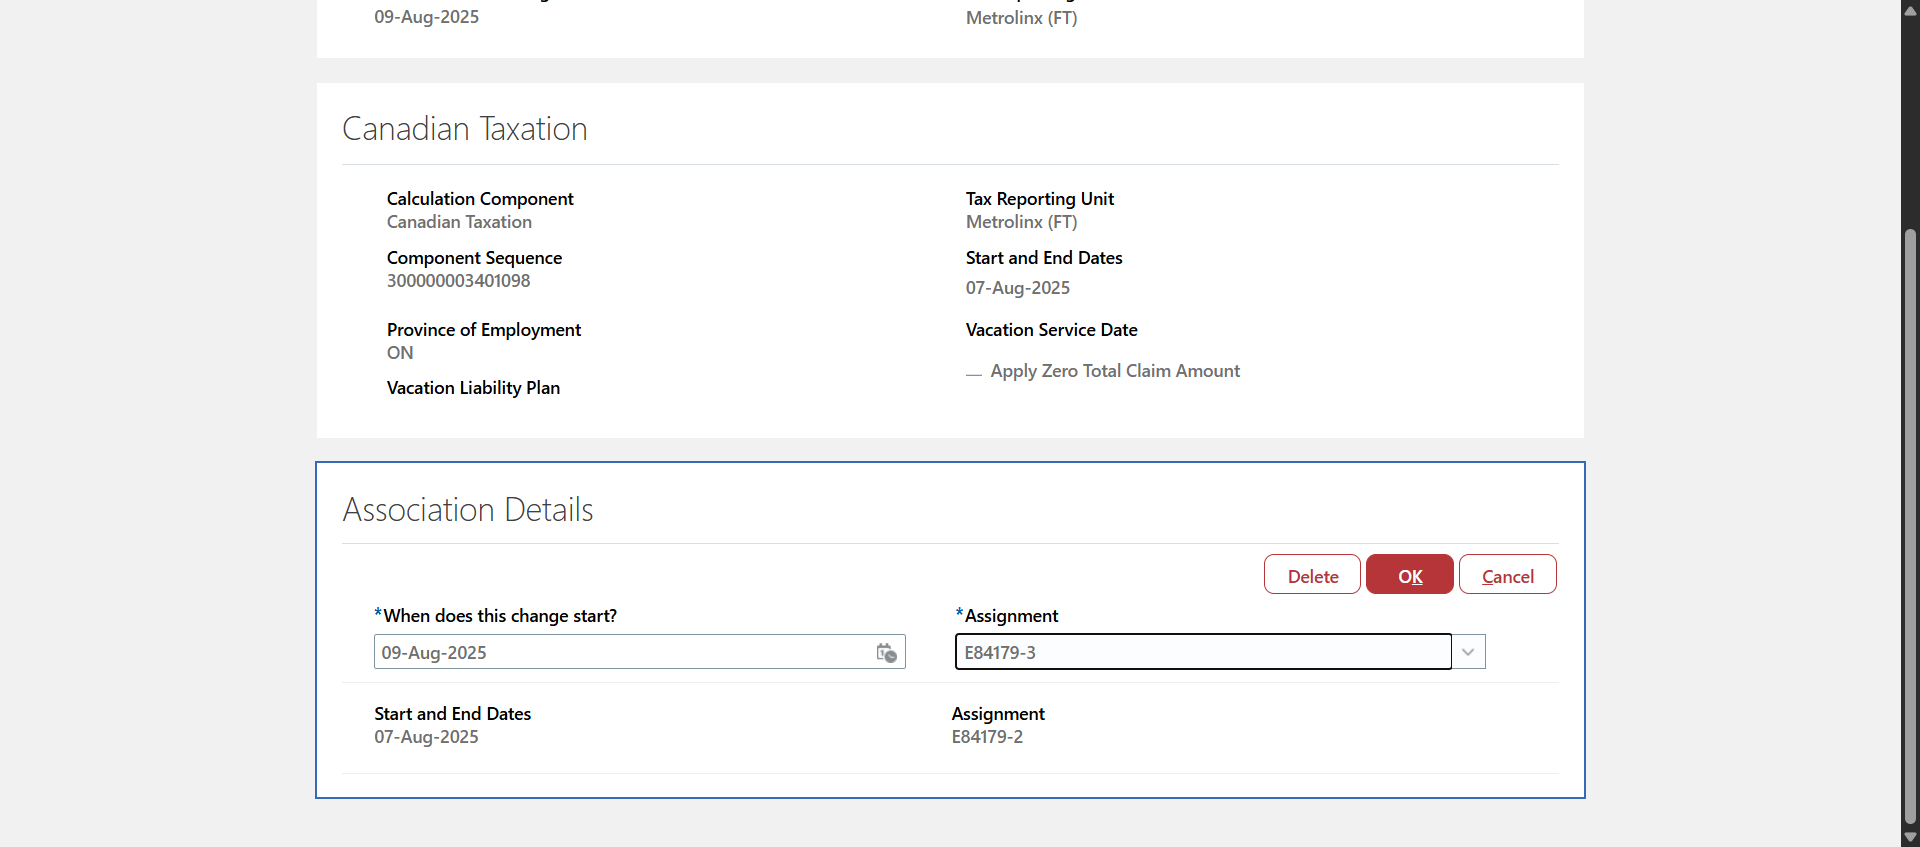 09-Aug-2025
Metrolinx (FT)
Canadian Taxation
Calculation Component
Canadian Taxation
Tax Reporting Unit
Metrolinx (FT)
Component Sequence
300000003401098
Start and End Dates
07-Aug-2025
Province of Employment
ON
Vacation Service Date
Apply Zero Total Claim Amount
Vacation Liability Plan
Association Details
Delete
OK
Cancel
*When does this change start?
09-Aug-2025
*Assignment
E84179-3
Start and End Dates
07-Aug-2025
Assignment
E84179-2